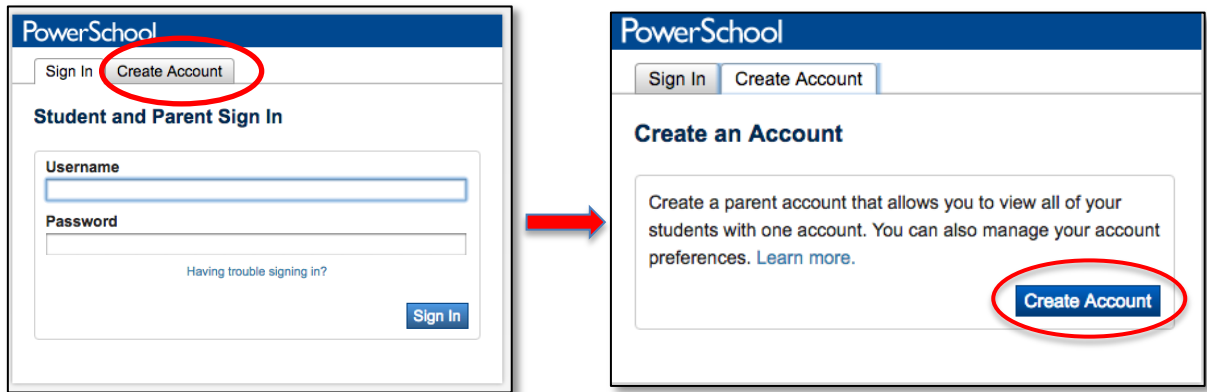 PowerSchool
Sign In
Create Account
Student and Parent Sign In
Username
Password
Having trouble signing in?
Sign In
PowerSchool
Sign In
Create Account
Create an Account
Create a parent account that allows you to view all of your
students with one account. You can also manage your account
preferences. Learn more.
Create Account